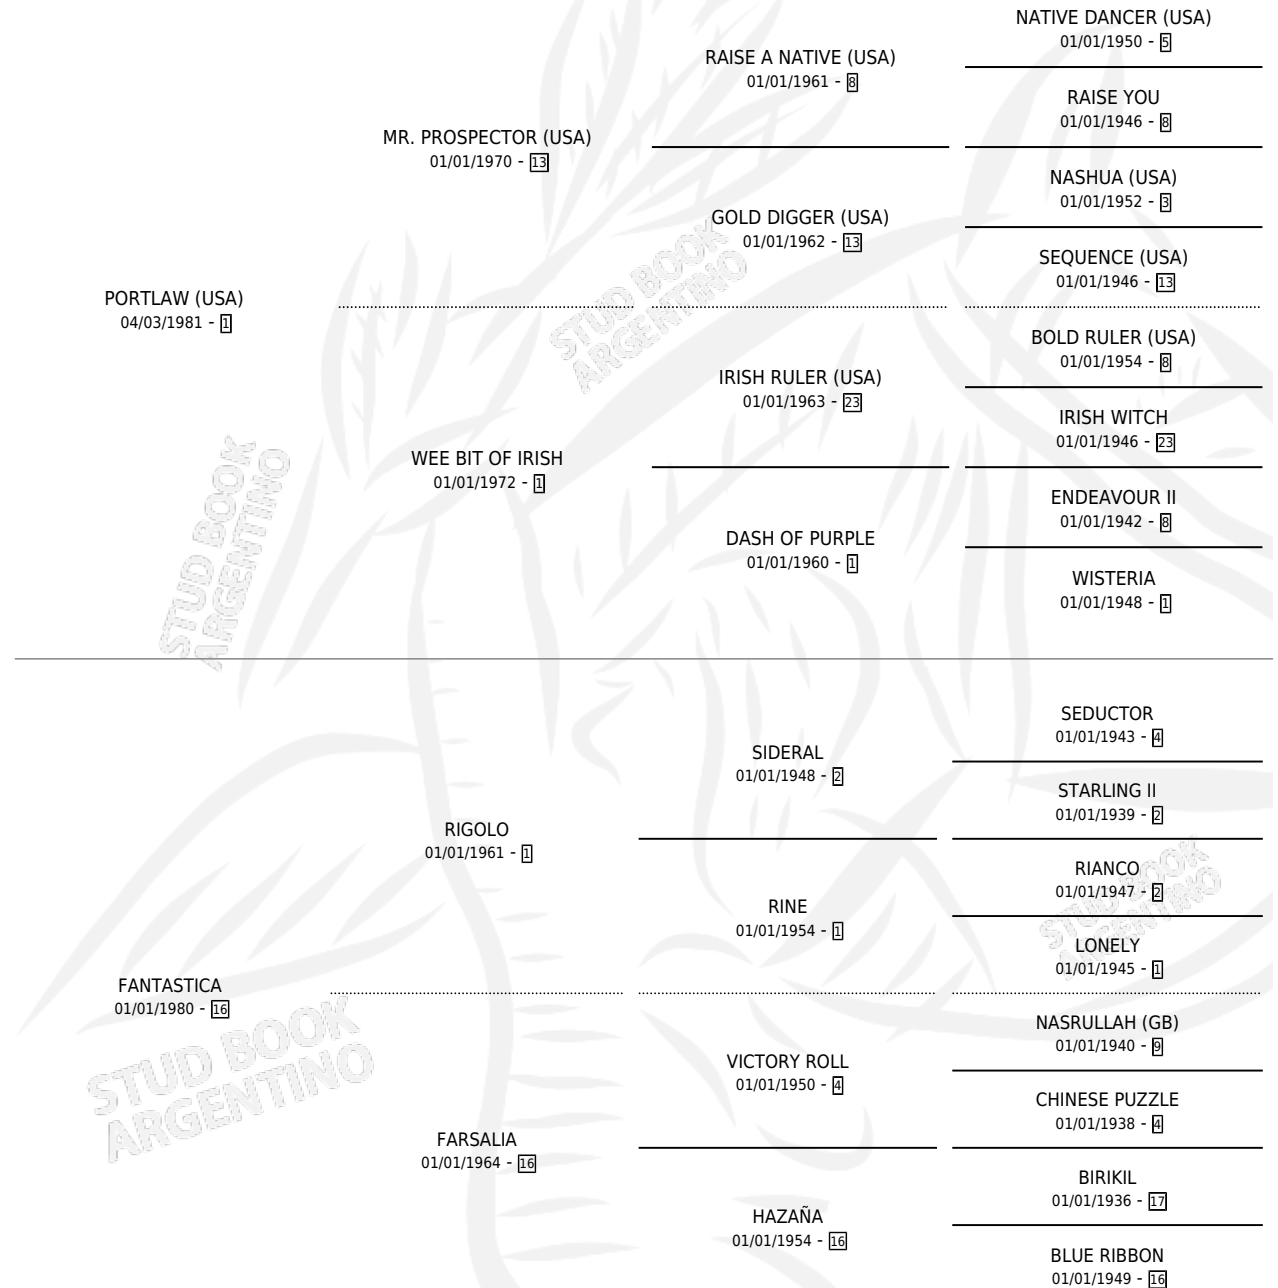 NATIVE DANCER (USA)
01/01/1950 - 5
RAISE A NATIVE (USA)
01/01/1961 - 8
RAISE YOU
01/01/1946 - 8
MR. PROSPECTOR (USA)
01/01/1970 - 13
NASHUA (USA)
01/01/1952 - 3
GOLD DIGGER (USA)
01/01/1962 - 13
SEQUENCE (USA)
01/01/1946 - 13
PORTLAW (USA)
04/03/1981 - 1
BOLD RULER (USA)
01/01/1954 - 8
IRISH RULER (USA)
01/01/1963 - 23
IRISH WITCH
01/01/1946 - 23
WEE BIT OF IRISH
01/01/1972 - 1
ENDEAVOUR II
01/01/1942 - 8
DASH OF PURPLE
01/01/1960 - 1
WISTERIA
01/01/1948 - 1
SEDUCTOR
01/01/1943 - 4
SIDERAL
01/01/1948 - 2
STARLING II
01/01/1939 - 2
RIGOLO
01/01/1961 - 1
RIANCO
01/01/1947 - 2
RINE
01/01/1954 - 1
LONELY
01/01/1945 - 1
FANTASTICA
01/01/1980 - 16
NASRULLAH (GB)
01/01/1940 - 9
VICTORY ROLL
01/01/1950 - 4
CHINESE PUZZLE
01/01/1938 - 4
FARSALIA
01/01/1964 - 16
BIRIKIL
01/01/1936 - 17
HAZAÑA
01/01/1954 - 16
BLUE RIBBON
01/01/1949 - 16
STUD BOOK
ARGENTINO
STUD BOOK
ARGENTINO
STUD BOOK
ARGENTINO
STUD BOOK
ARGENTINO